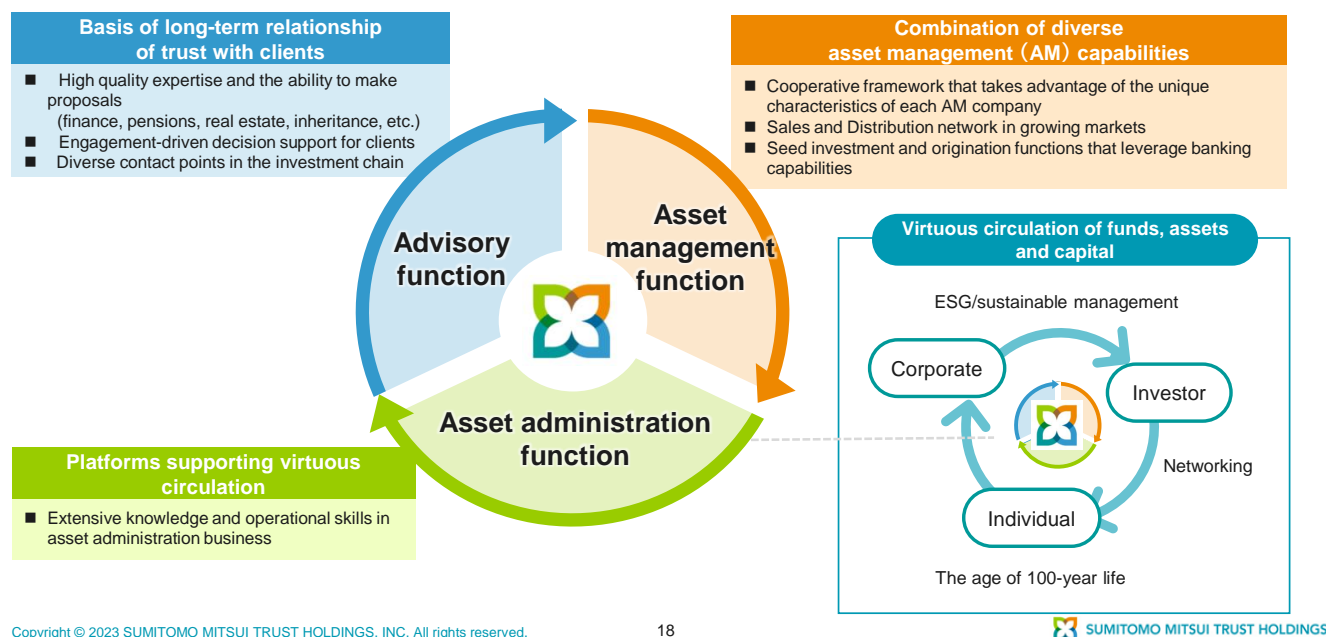 Basis of long-term relationship
of trust with clients
■ High quality expertise and the ability to make
proposals
(finance, pensions, real estate, inheritance, etc.)
■ Engagement-driven decision support for clients
■ Diverse contact points in the investment chain
Combination of diverse
asset management (AM) capabilities
■ Cooperative framework that takes advantage of the unique
characteristics of each AM company
■ Sales and Distribution network in growing markets
■ Seed investment and origination functions that leverage banking
capabilities
Advisory
function
Asset
management
function
Asset administration
function
Platforms supporting virtuous
circulation
■ Extensive knowledge and operational skills in
asset administration business
Virtuous circulation of funds, assets
and capital
ESG/sustainable management
Corporate
Investor
Networking
Individual
The age of 100-year life
Copyright © 2023 SUMITOMO MITSUI TRUST HOLDINGS, INC. All rights reserved.
18
SUMITOMO MITSUI TRUST HOLDINGS